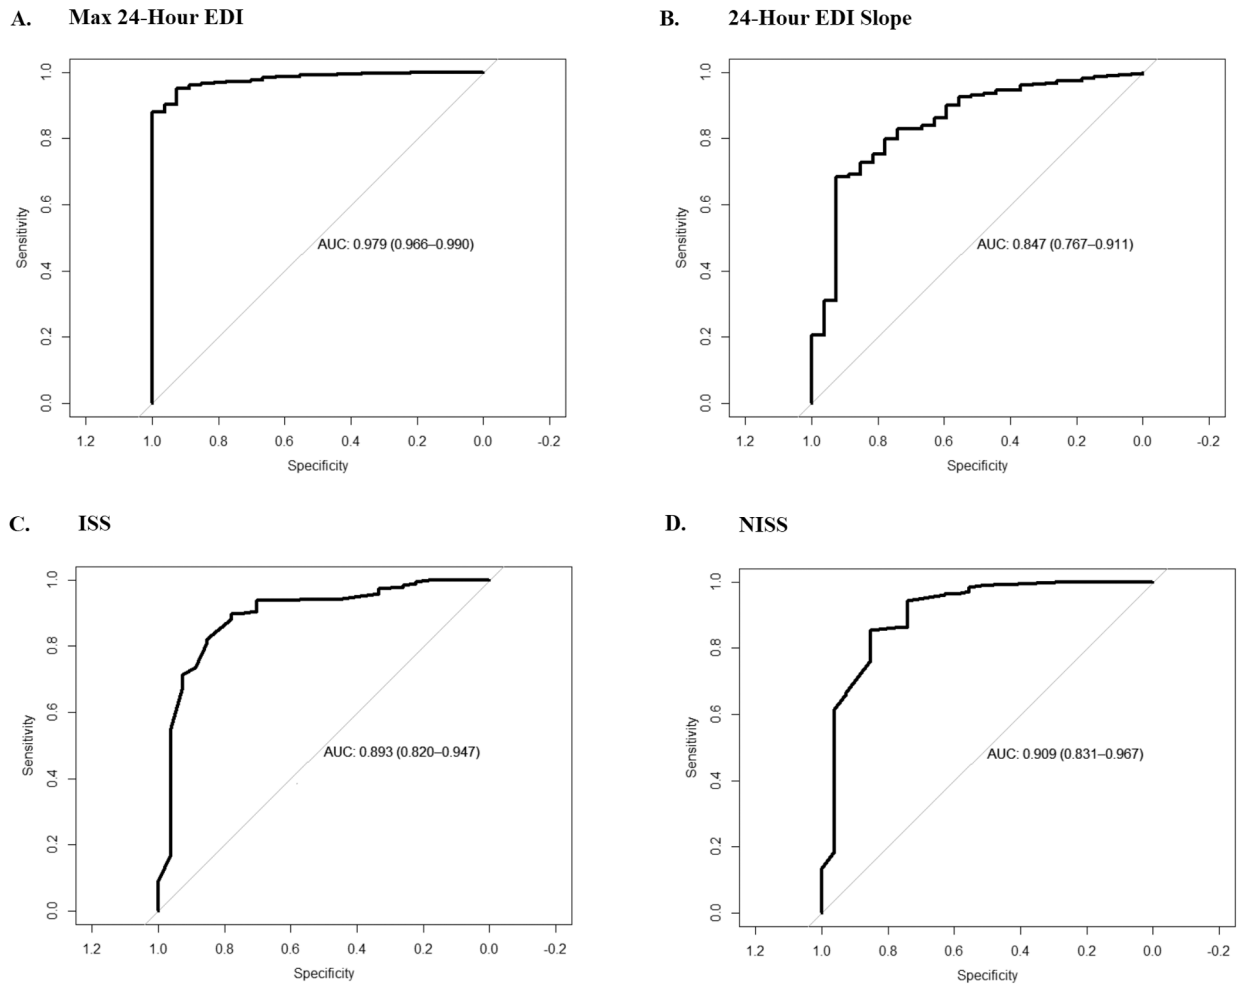 A. Max 24-Hour EDI
B. 24-Hour EDI Slope
1.0
0.8
0.6
0.4
0.2
0.0
Sensitivity
AUC: 0.979 (0.966–0.990)
1.2 1.0 0.8 0.6 0.4 0.2 0.0 -0.2
Specificity
1.0
0.8
0.6
0.4
0.2
0.0
Sensitivity
AUC: 0.847 (0.767–0.911)
1.2 1.0 0.8 0.6 0.4 0.2 0.0 -0.2
Specificity
C. ISS
D. NISS
1.0
0.8
0.6
0.4
0.2
0.0
Sensitivity
AUC: 0.893 (0.820–0.947)
1.2 1.0 0.8 0.6 0.4 0.2 0.0 -0.2
Specificity
1.0
0.8
0.6
0.4
0.2
0.0
Sensitivity
AUC: 0.909 (0.831–0.967)
1.2 1.0 0.8 0.6 0.4 0.2 0.0 -0.2
Specificity